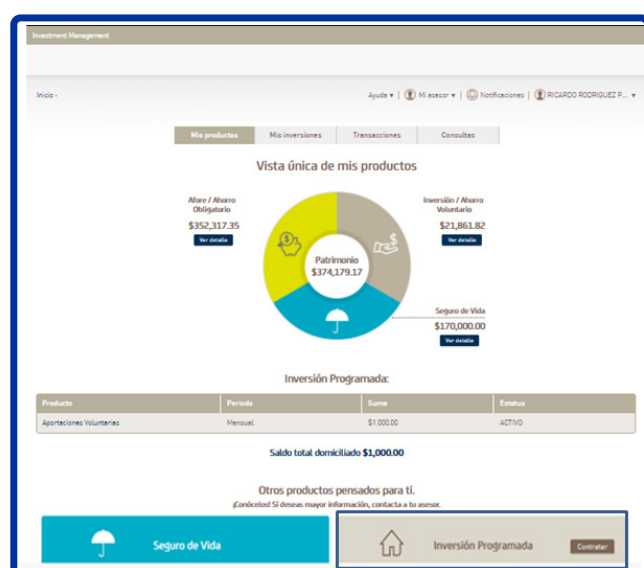 Investment Management
Inicio ›
Ayuda ▾ | Mi asesor ▾ | Notificaciones | RICARDO RODRIGUEZ P... ▾
Mis productos Mis inversiones Transacciones Consultas
Vista única de mis productos
Afore / Ahorro
Obligatorio
$352,317.35
Ver detalle
Inversión / Ahorro
Voluntario
$21,861.82
Ver detalle
Patrimonio
$374,179.17
Seguro de Vida
$170,000.00
Ver detalle
Inversión Programada:
Producto Periodo Suma Estatus
Aportaciones Voluntarias Mensual $1,000.00 ACTIVO
Saldo total domiciliado $1,000.00
Otros productos pensados para ti.
¡Conócelos! Si deseas mayor información, contacta a tu asesor.
Seguro de Vida
Inversión Programada Contratar